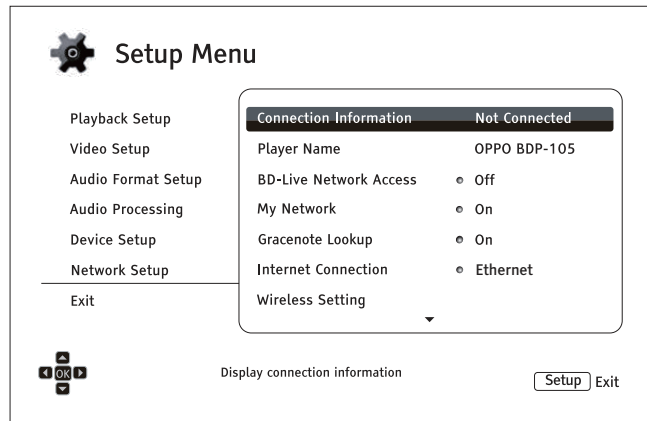 Setup Menu
Playback Setup
Video Setup
Audio Format Setup
Audio Processing
Device Setup
Network Setup
Exit
Connection Information Not Connected
Player Name OPPO BDP-105
BD-Live Network Access Off
My Network On
Gracenote Lookup On
Internet Connection Ethernet
Wireless Setting
OK
Display connection information
Setup Exit